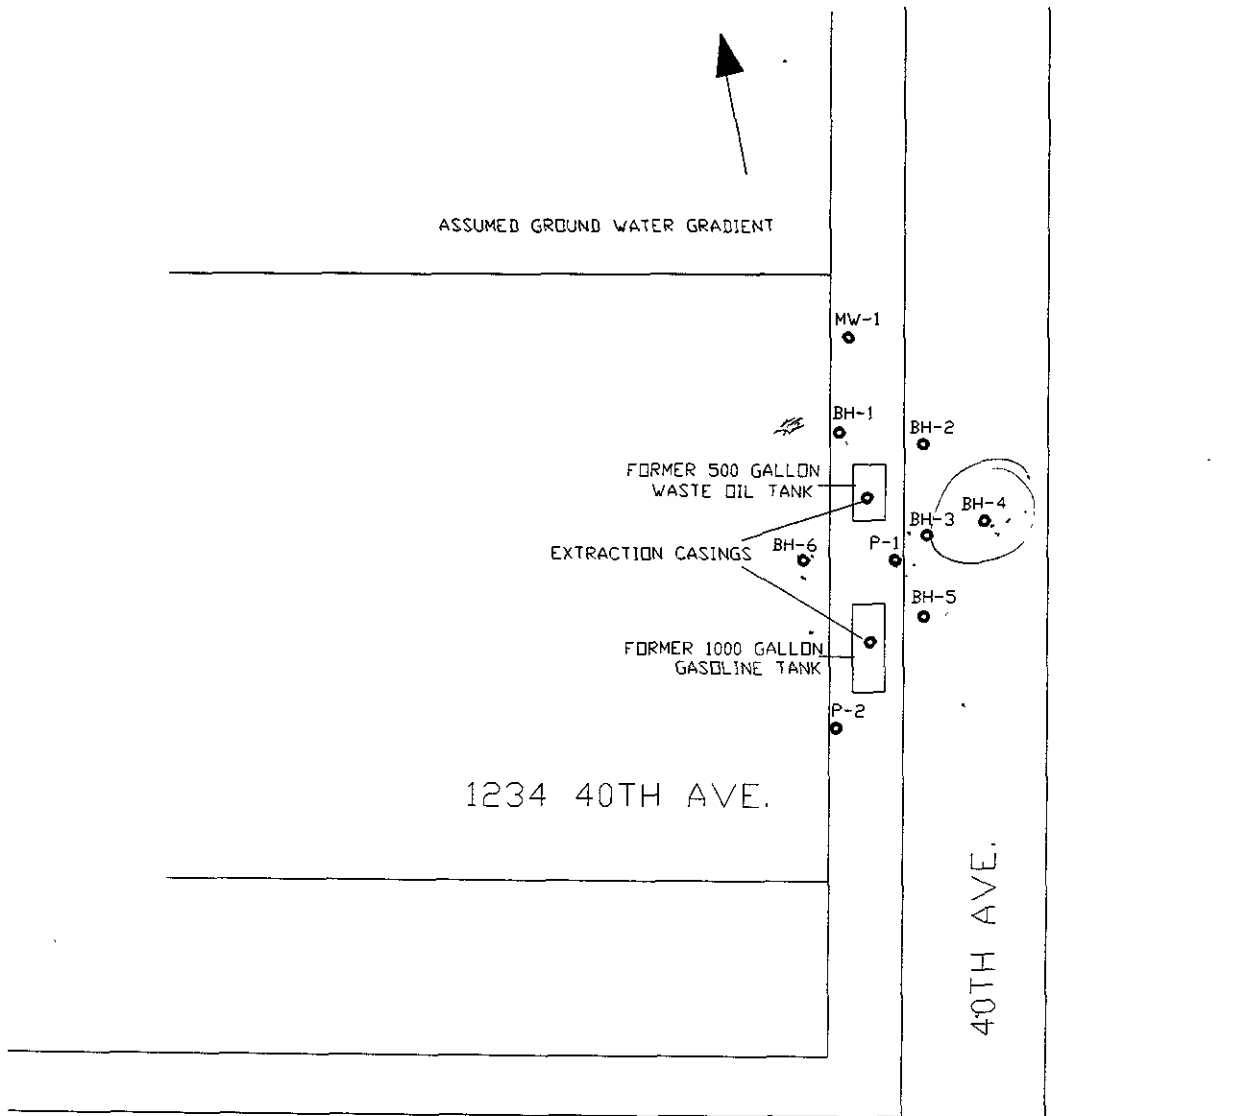 ASSUMED GROUND WATER GRADIENT
MW-1
BH-1
BH-2
FORMER 500 GALLON
WASTE OIL TANK
BH-4
BH-3
EXTRACTION CASINGS
BH-6
P-1
BH-5
FORMER 1000 GALLON
GASOLINE TANK
P-2
1234 40TH AVE.
40TH AVE.